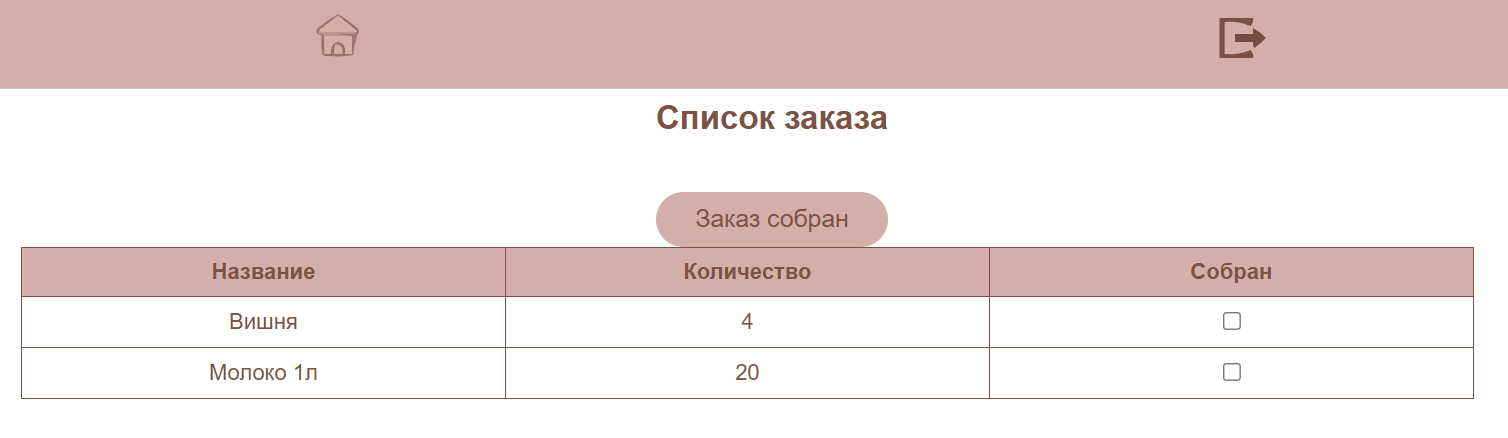 Список заказа
Заказ собран
Название Количество Собран
Вишня 4
Молоко 1л 20